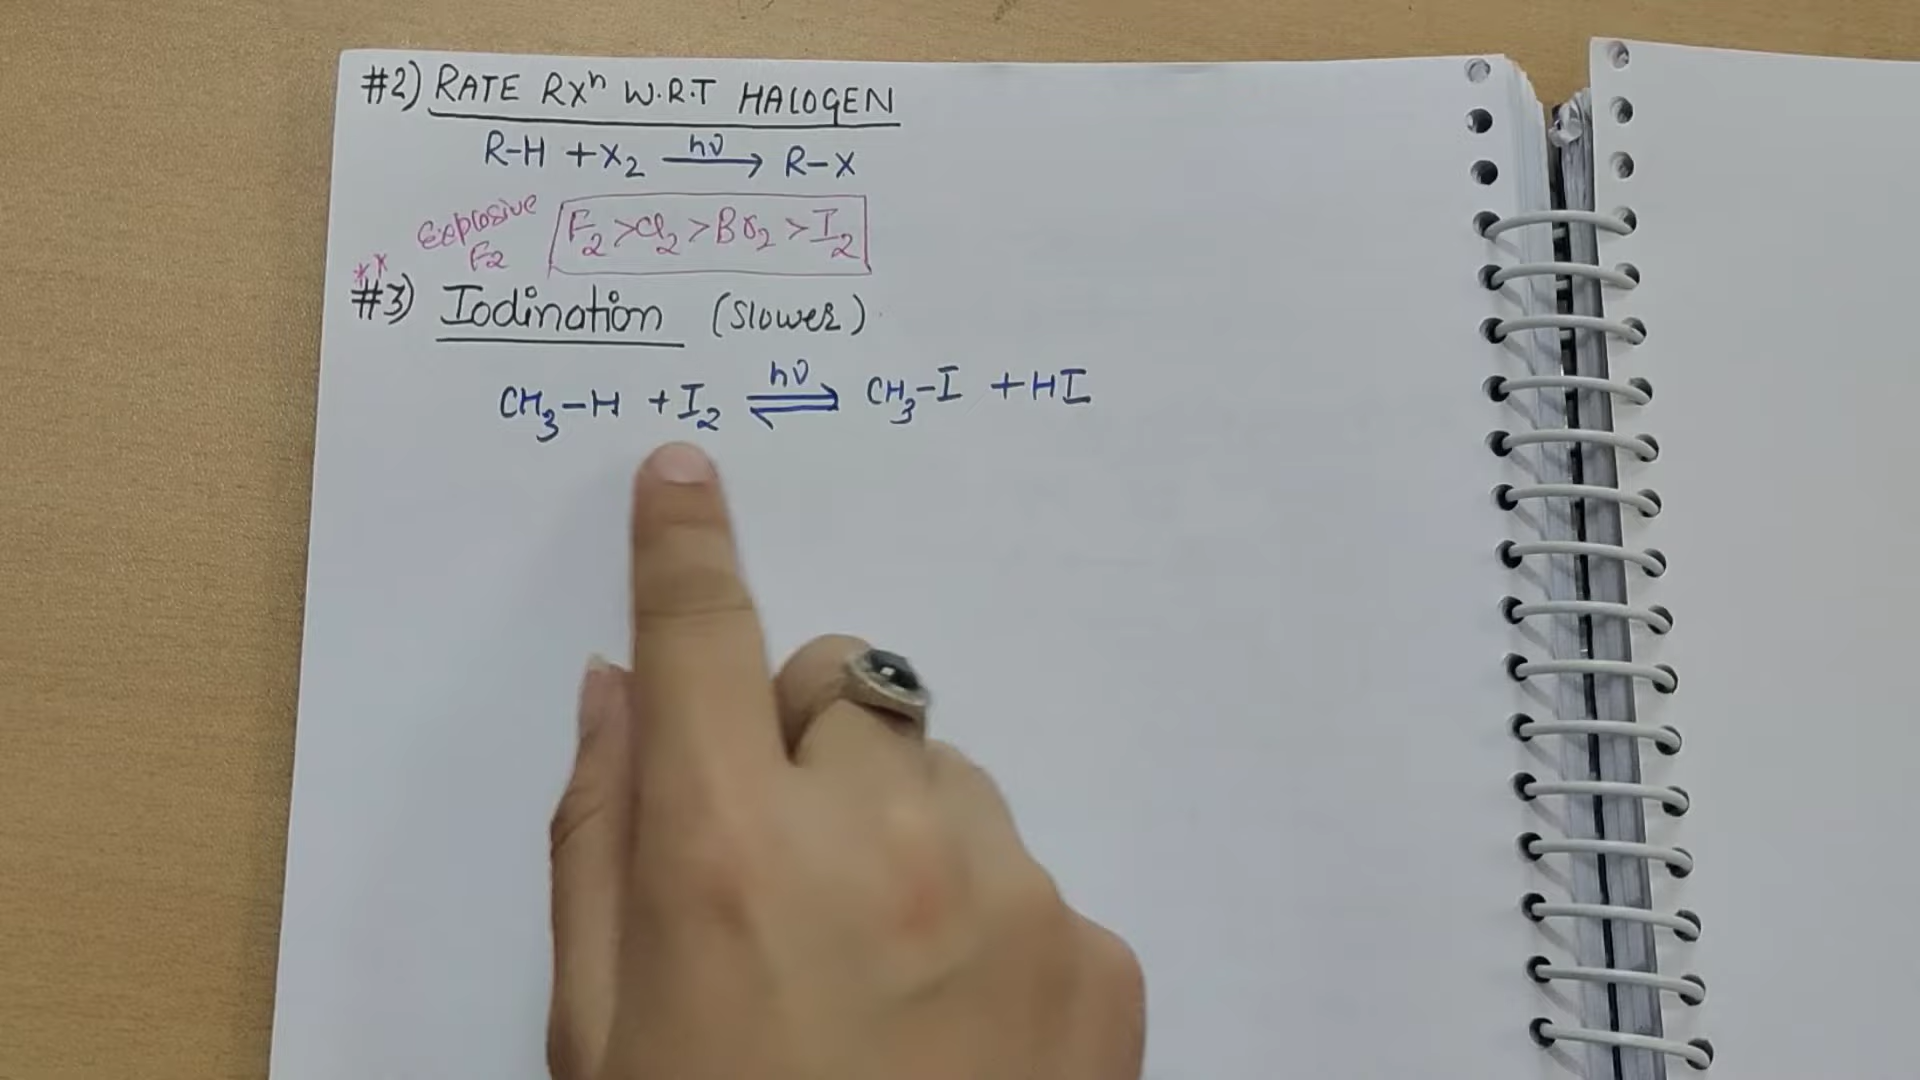 #2) RATE RXⁿ W.R.T HALOGEN
R-H + X₂ —hν→ R-X
Explosive F₂
F₂ > Cl₂ > Br₂ > I₂
**
#3) Iodination (Slower)
CH₃-H + I₂ ⇌ hν CH₃-I + HI